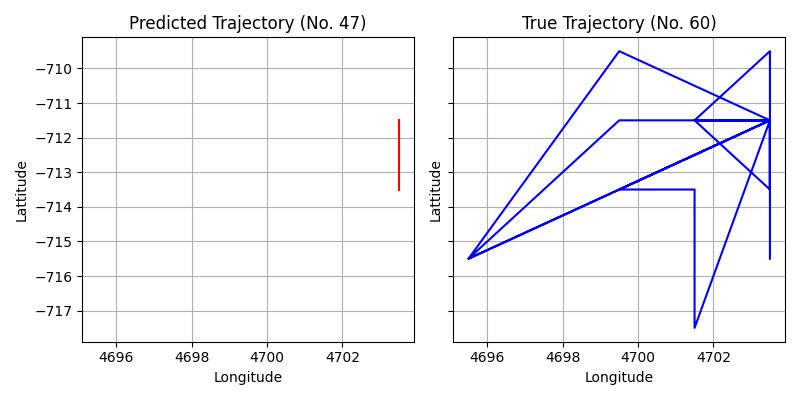 Predicted Trajectory (No. 47)
True Trajectory (No. 60)
−710
−711
−712
−713
−714
−715
−716
−717
Lattitude
Lattitude
4696 4698 4700 4702
4696 4698 4700 4702
Longitude
Longitude